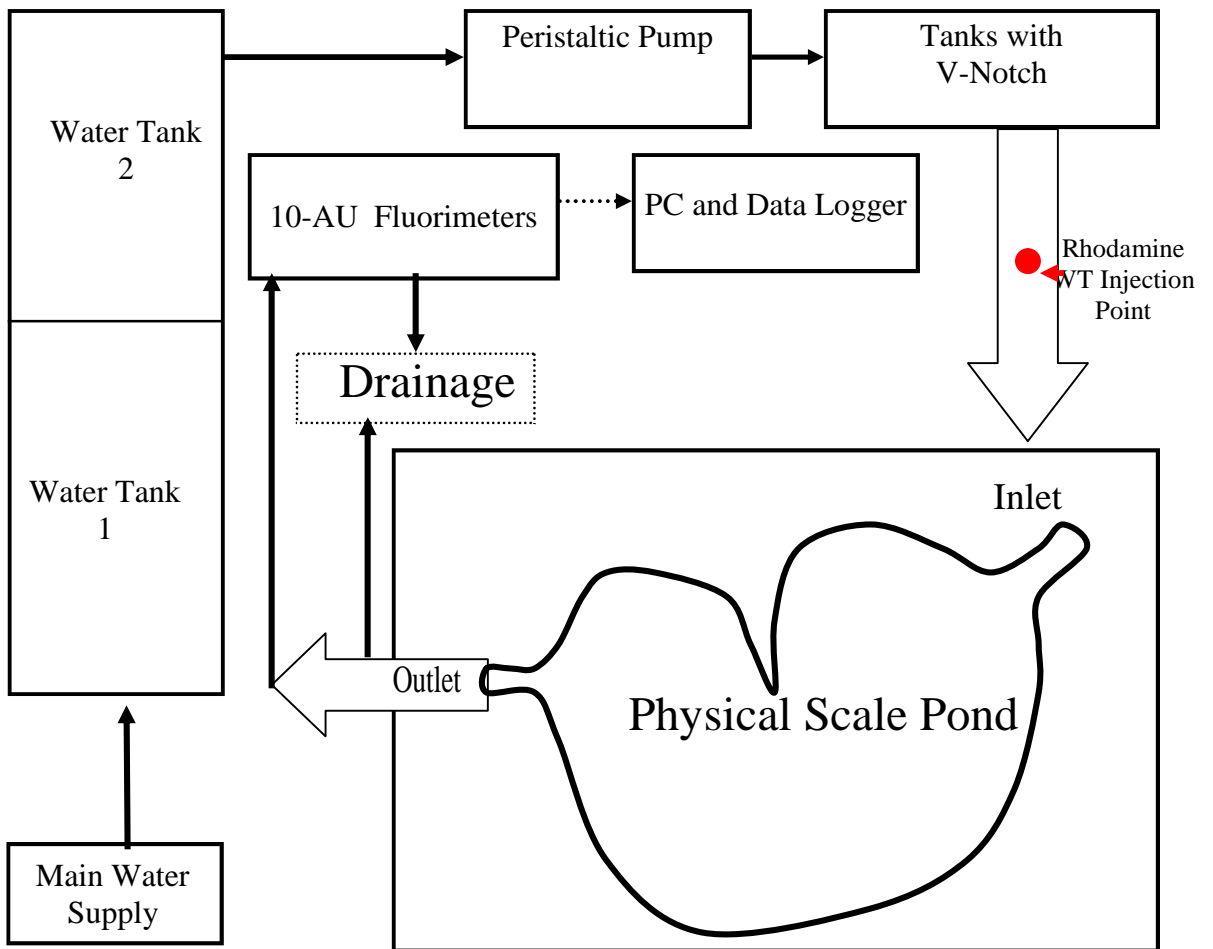 Peristaltic Pump
Tanks with
V-Notch
Water Tank
2
10-AU Fluorimeters
PC and Data Logger
Rhodamine
WT Injection
Point
Drainage
Water Tank
1
Inlet
Outlet
Physical Scale Pond
Main Water
Supply